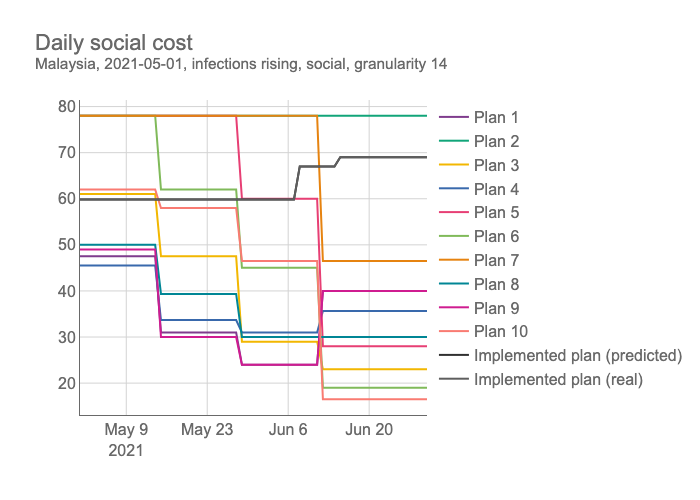 Daily social cost
Malaysia, 2021-05-01, infections rising, social, granularity 14
80
70
60
50
40
30
20
May 9
2021
May 23
Jun 6
Jun 20
Plan 1
Plan 2
Plan 3
Plan 4
Plan 5
Plan 6
Plan 7
Plan 8
Plan 9
Plan 10
Implemented plan (predicted)
Implemented plan (real)